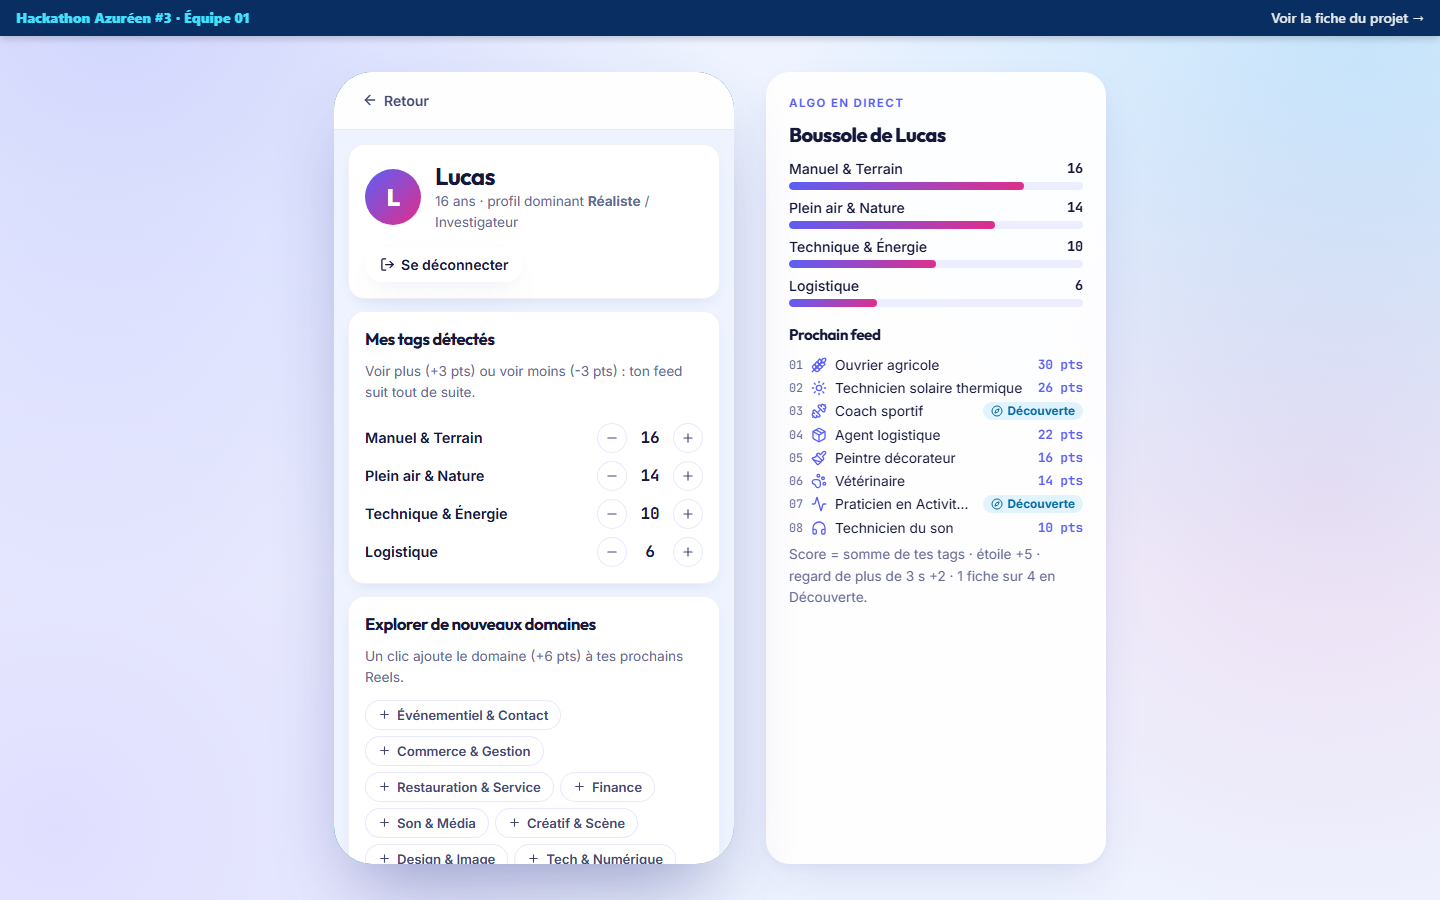 Hackathon Azuréen #3 · Équipe 01
Voir la fiche du projet →
← Retour
L
Lucas
16 ans · profil dominant Réaliste /
Investigateur
Se déconnecter
Mes tags détectés
Voir plus (+3 pts) ou voir moins (-3 pts) : ton feed
suit tout de suite.
Manuel & Terrain − 16 +
Plein air & Nature − 14 +
Technique & Énergie − 10 +
Logistique − 6 +
Explorer de nouveaux domaines
Un clic ajoute le domaine (+6 pts) à tes prochains
Reels.
+ Événementiel & Contact
+ Commerce & Gestion
+ Restauration & Service + Finance
+ Son & Média + Créatif & Scène
+ Design & Image + Tech & Numérique
ALGO EN DIRECT
Boussole de Lucas
Manuel & Terrain 16
Plein air & Nature 14
Technique & Énergie 10
Logistique 6
Prochain feed
01 Ouvrier agricole 30 pts
02 Technicien solaire thermique 26 pts
03 Coach sportif Découverte
04 Agent logistique 22 pts
05 Peintre décorateur 16 pts
06 Vétérinaire 14 pts
07 Praticien en Activit... Découverte
08 Technicien du son 10 pts
Score = somme de tes tags · étoile +5 ·
regard de plus de 3 s +2 · 1 fiche sur 4 en
Découverte.